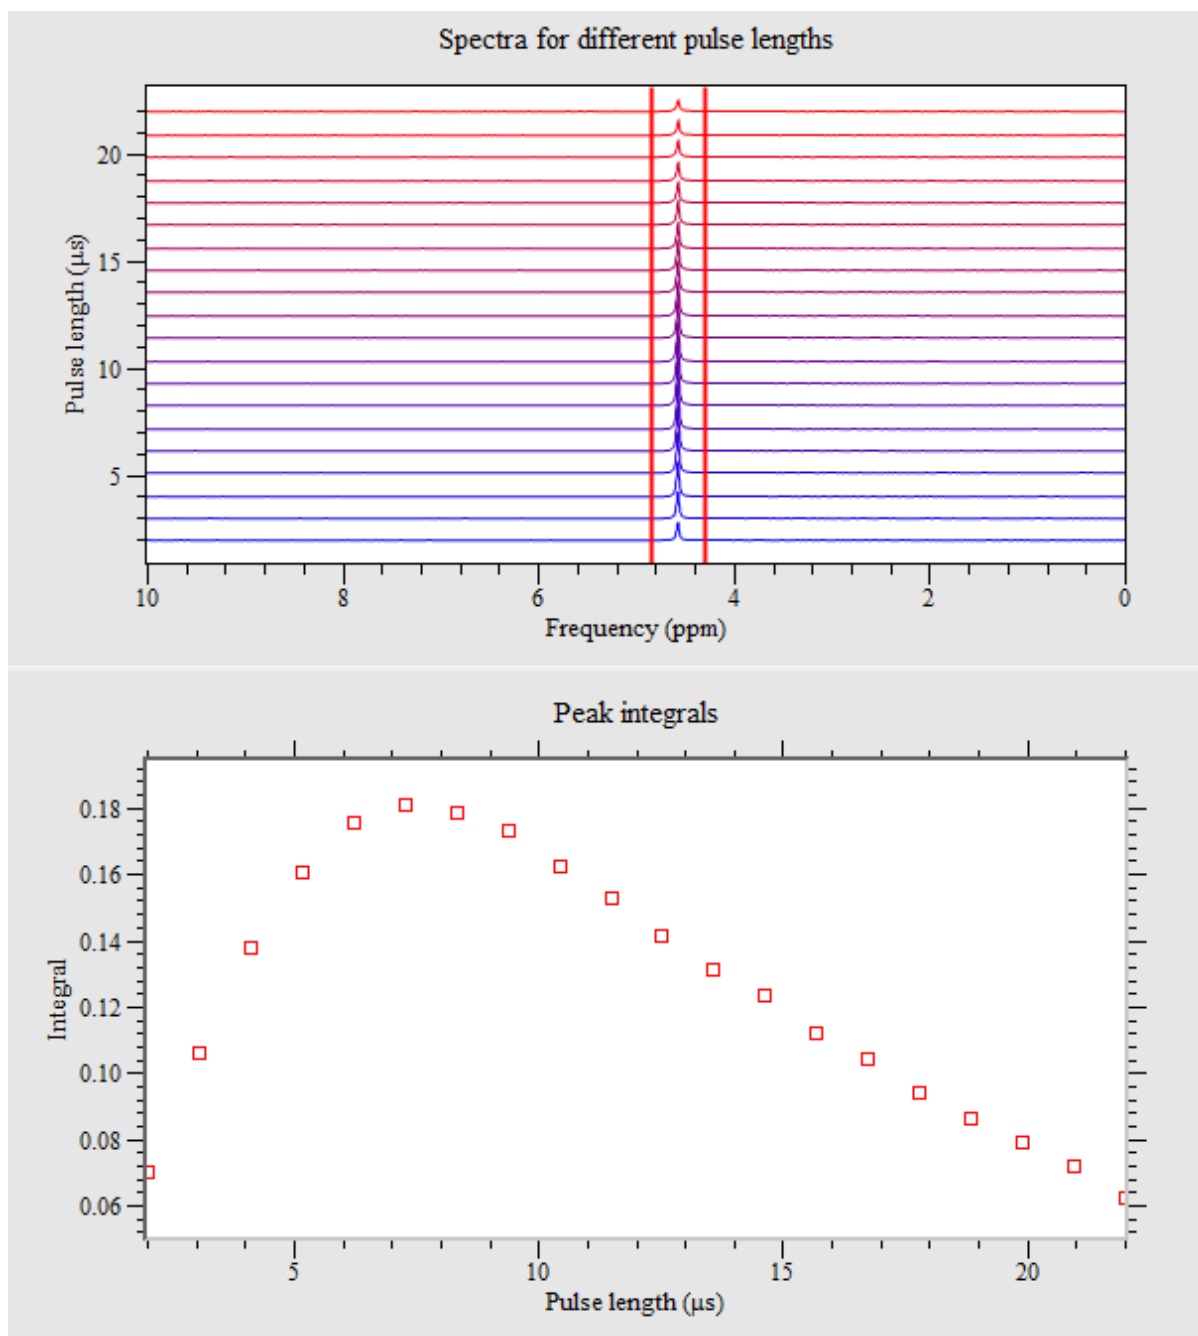 Spectra for different pulse lengths
20
15
10
5
Pulse length (µs)
10 8 6 4 2 0
Frequency (ppm)
Peak integrals
0.18
0.16
0.14
0.12
0.10
0.08
0.06
Integral
5 10 15 20
Pulse length (µs)